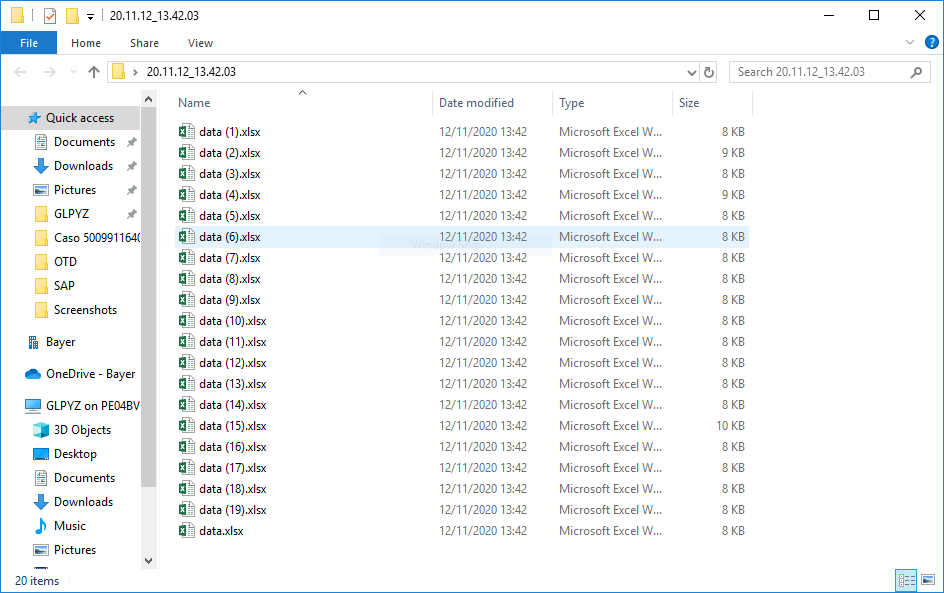 20.11.12_13.42.03
File Home Share View
20.11.12_13.42.03 Search 20.11.12_13.42.03
Name Date modified Type Size
Quick access
Documents
Downloads
Pictures
GLPYZ
Caso 5009911640
OTD
SAP
Screenshots
Bayer
OneDrive - Bayer
GLPYZ on PE04BV
3D Objects
Desktop
Documents
Downloads
Music
Pictures
data (1).xlsx 12/11/2020 13:42 Microsoft Excel W... 8 KB
data (2).xlsx 12/11/2020 13:42 Microsoft Excel W... 9 KB
data (3).xlsx 12/11/2020 13:42 Microsoft Excel W... 8 KB
data (4).xlsx 12/11/2020 13:42 Microsoft Excel W... 9 KB
data (5).xlsx 12/11/2020 13:42 Microsoft Excel W... 8 KB
data (6).xlsx 12/11/2020 13:42 Microsoft Excel W... 8 KB
Window Snip
data (7).xlsx 12/11/2020 13:42 Microsoft Excel W... 8 KB
data (8).xlsx 12/11/2020 13:42 Microsoft Excel W... 8 KB
data (9).xlsx 12/11/2020 13:42 Microsoft Excel W... 8 KB
data (10).xlsx 12/11/2020 13:42 Microsoft Excel W... 8 KB
data (11).xlsx 12/11/2020 13:42 Microsoft Excel W... 8 KB
data (12).xlsx 12/11/2020 13:42 Microsoft Excel W... 8 KB
data (13).xlsx 12/11/2020 13:42 Microsoft Excel W... 8 KB
data (14).xlsx 12/11/2020 13:42 Microsoft Excel W... 8 KB
data (15).xlsx 12/11/2020 13:42 Microsoft Excel W... 10 KB
data (16).xlsx 12/11/2020 13:42 Microsoft Excel W... 8 KB
data (17).xlsx 12/11/2020 13:42 Microsoft Excel W... 8 KB
data (18).xlsx 12/11/2020 13:42 Microsoft Excel W... 8 KB
data (19).xlsx 12/11/2020 13:42 Microsoft Excel W... 8 KB
data.xlsx 12/11/2020 13:42 Microsoft Excel W... 8 KB
20 items